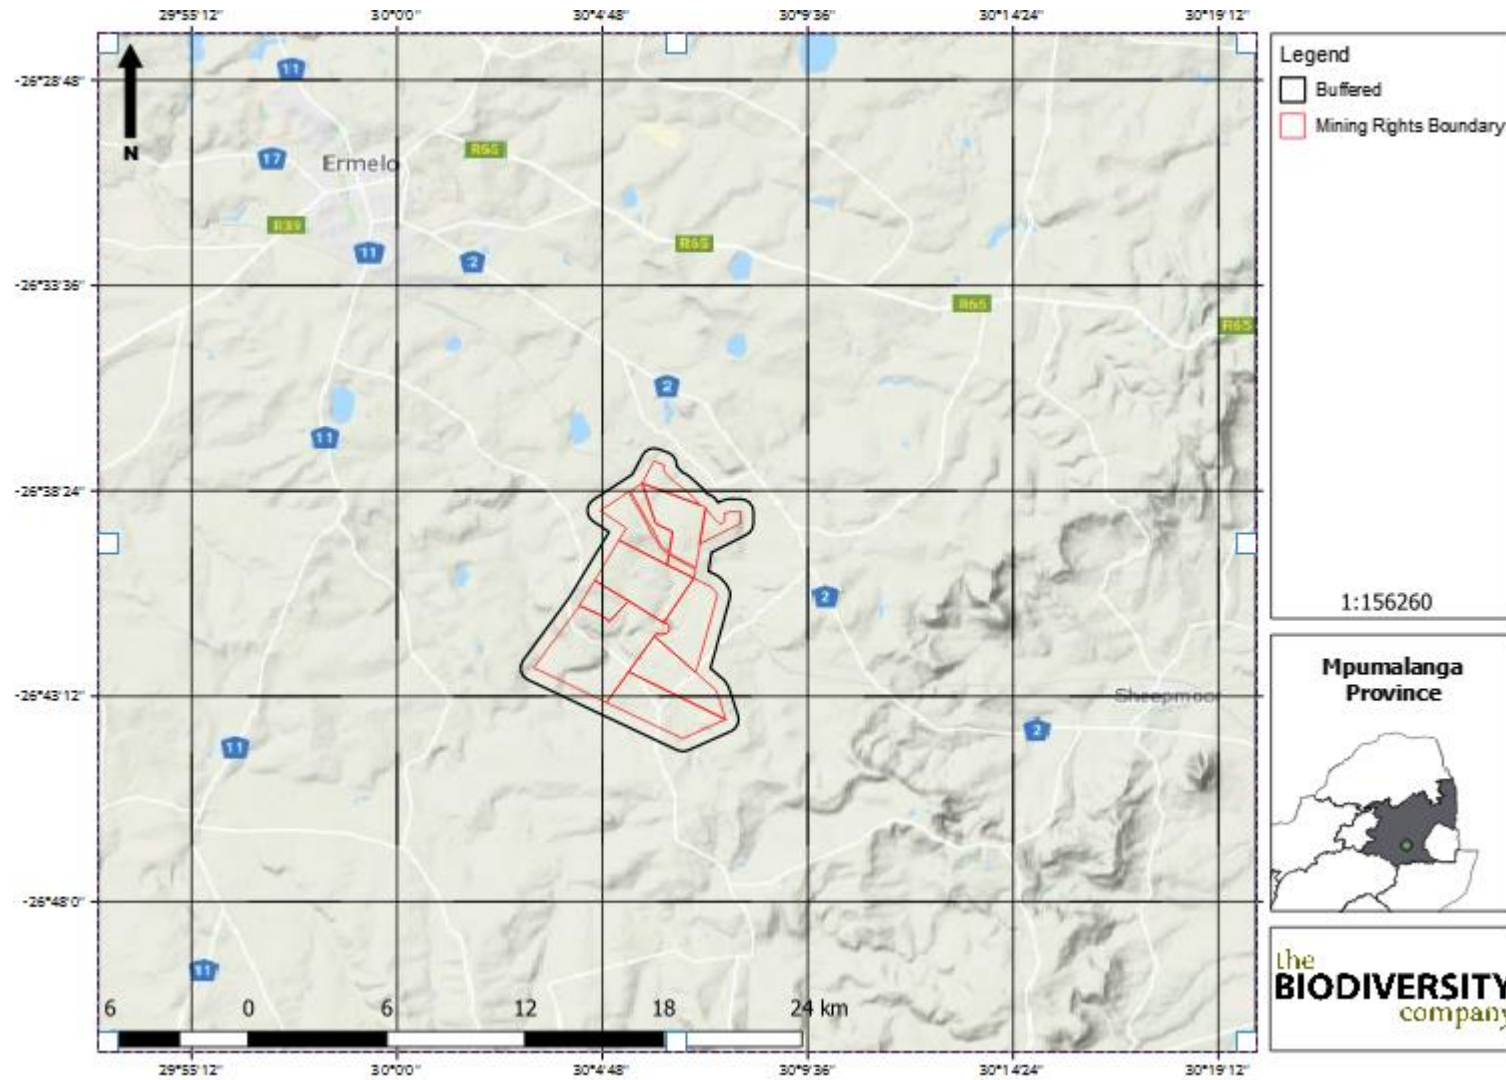 29°55'12" 30°0'0" 30°4'48" 30°9'36" 30°14'24" 30°19'12"
-26°28'48"
-26°33'36"
-26°38'24"
-26°43'12"
-26°48'0"
N
11
17
Ermelo
R65
R39
11
2
R65
R65
R65
2
11
2
Sheepmoor
2
11
11
6 0 6 12 18 24 km
29°55'12" 30°0'0" 30°4'48" 30°9'36" 30°14'24" 30°19'12"
Legend
Buffered
Mining Rights Boundary
1:156260
Mpumalanga
Province
the
BIODIVERSITY
company